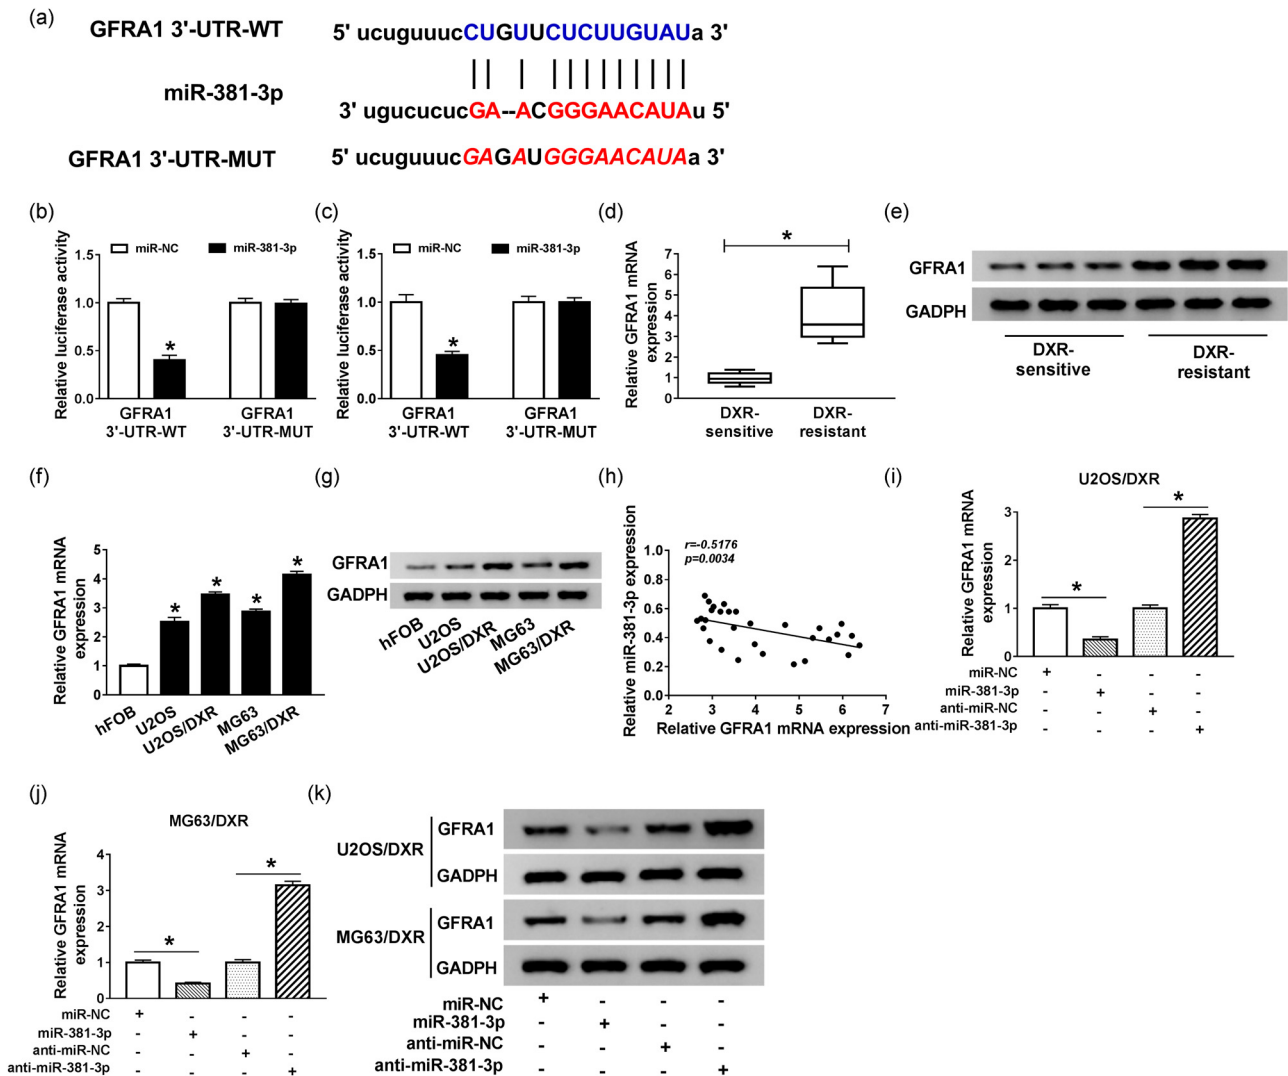 (a)
GFRA1 3'-UTR-WT 5' ucuguuucCUGUUCUCUUGUAUa 3'
miR-381-3p 3' ugucucucGA--ACGGGAACAUAu 5'
GFRA1 3'-UTR-MUT 5' ucuguuucGAGAUGGGAACAUAa 3'
(b)
miR-NC miR-381-3p
Relative luciferase activity
1.5
1.0
0.5
0.0
GFRA1 GFRA1
3'-UTR-WT 3'-UTR-MUT
* 
(c)
miR-NC miR-381-3p
Relative luciferase activity
1.5
1.0
0.5
0.0
*
GFRA1 GFRA1
3'-UTR-WT 3'-UTR-MUT
(d)
Relative GFRA1 mRNA
expression
7
6
5
4
3
2
1
0
*
DXR- DXR-
sensitive resistant
(e)
GFRA1
GADPH
DXR- DXR-
sensitive resistant
(f)
Relative GFRA1 mRNA
expression
5
4
3
2
1
0
* * * *
hFOB U2OS U2OS/DXR MG63 MG63/DXR
(g)
GFRA1
GADPH
hFOB U2OS U2OS/DXR MG63 MG63/DXR
(h)
Relative miR-381-3p expression
r=-0.5176
p=0.0034
1.0
0.8
0.6
0.4
0.2
0.0
2 3 4 5 6 7
Relative GFRA1 mRNA expression
(i)
U2OS/DXR
Relative GFRA1 mRNA
expression
3
2
1
0
* *
miR-NC + - - -
miR-381-3p - + - -
anti-miR-NC - - + -
anti-miR-381-3p - - - +
(j)
MG63/DXR
Relative GFRA1 mRNA
expression
4
3
2
1
0
* *
miR-NC + - - -
miR-381-3p - + - -
anti-miR-NC - - + -
anti-miR-381-3p - - - +
(k)
U2OS/DXR
GFRA1
GADPH
MG63/DXR
GFRA1
GADPH
miR-NC + - - -
miR-381-3p - + - -
anti-miR-NC - - + -
anti-miR-381-3p - - - +